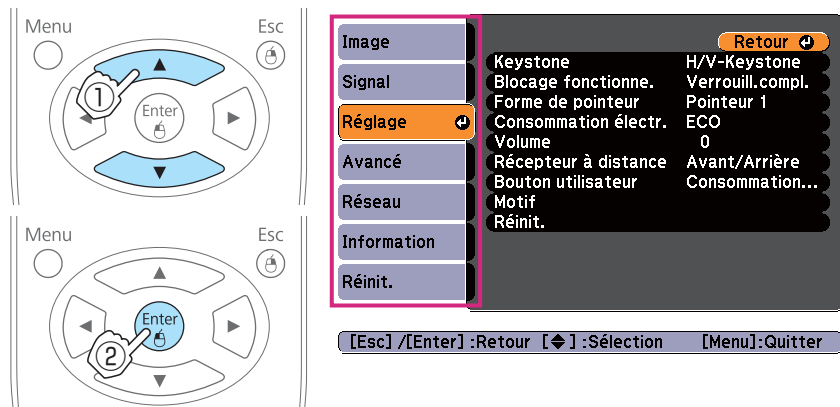 Menu Esc
①
Enter
Menu Esc
Enter
②
Image
Signal
Réglage
Avancé
Réseau
Information
Réinit.
Retour
Keystone H/V-Keystone
Blocage fonctionne. Verrouill.compl.
Forme de pointeur Pointeur 1
Consommation électr. ECO
Volume 0
Récepteur à distance Avant/Arrière
Bouton utilisateur Consommation...
Motif
Réinit.
[Esc] /[Enter] :Retour [◆] :Sélection [Menu]:Quitter